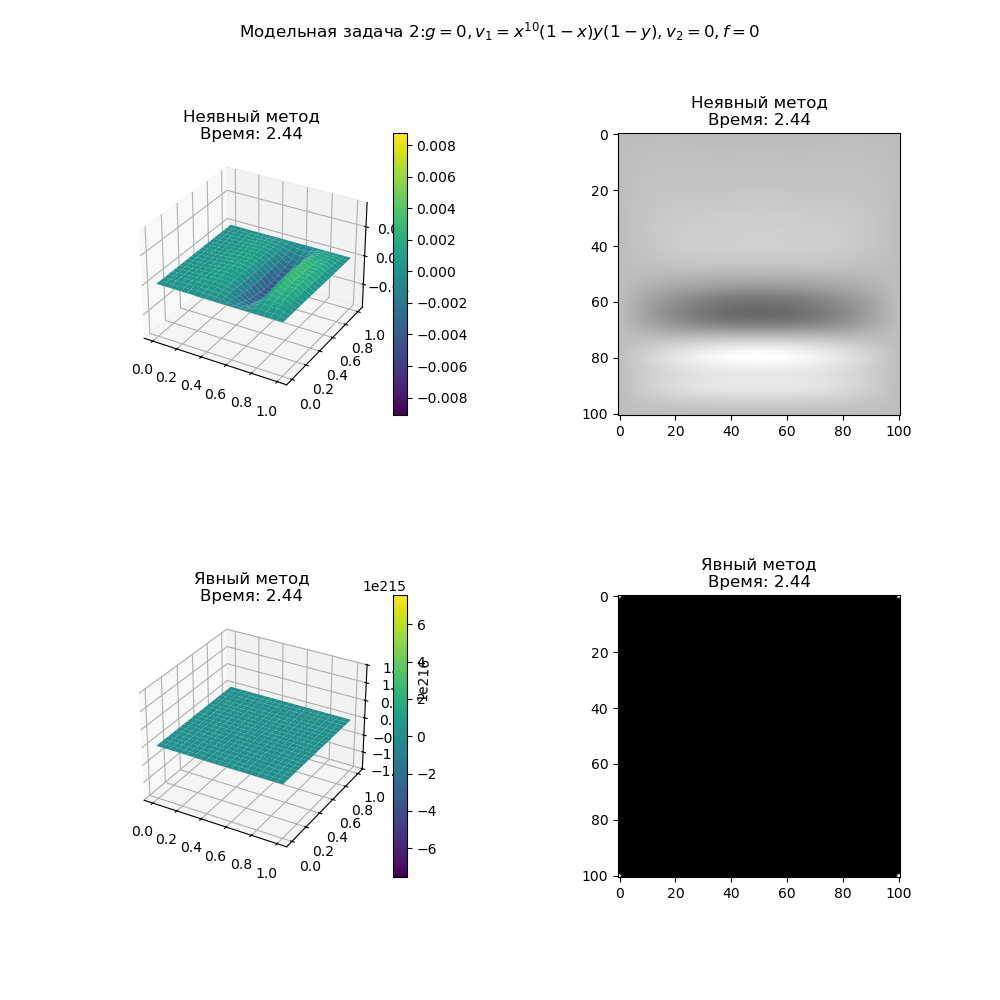 Модельная задача 2:g = 0, v₁ = x¹⁰(1 − x)y(1 − y), v₂ = 0, f = 0
Неявный метод
Время: 2.44
0.008
0.006
0.004
0.002
0.000
−0.002
−0.004
−0.006
−0.008
0.0 0.2 0.4 0.6 0.8 1.0
0.0 0.2 0.4 0.6 0.8 1.0
Неявный метод
Время: 2.44
0
20
40
60
80
100
0 20 40 60 80 100
Явный метод
Время: 2.44
1e215
6
4
2
0
−2
−4
−6
0.0 0.2 0.4 0.6 0.8 1.0
0.0 0.2 0.4 0.6 0.8 1.0
Явный метод
Время: 2.44
0
20
40
60
80
100
0 20 40 60 80 100